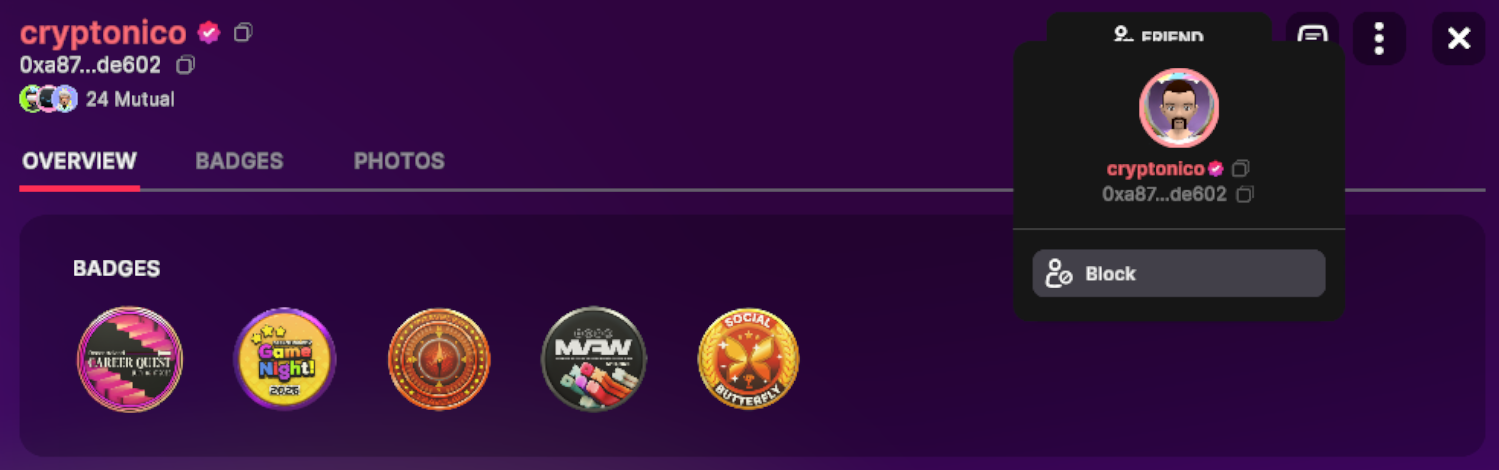 cryptonico
0xa87...de602
24 Mutual
FRIEND
OVERVIEW
BADGES
PHOTOS
cryptonico
0xa87...de602
Block
BADGES
CAREER QUEST
Game
Night!
2026
MVFW
SOCIAL
BUTTERFLY